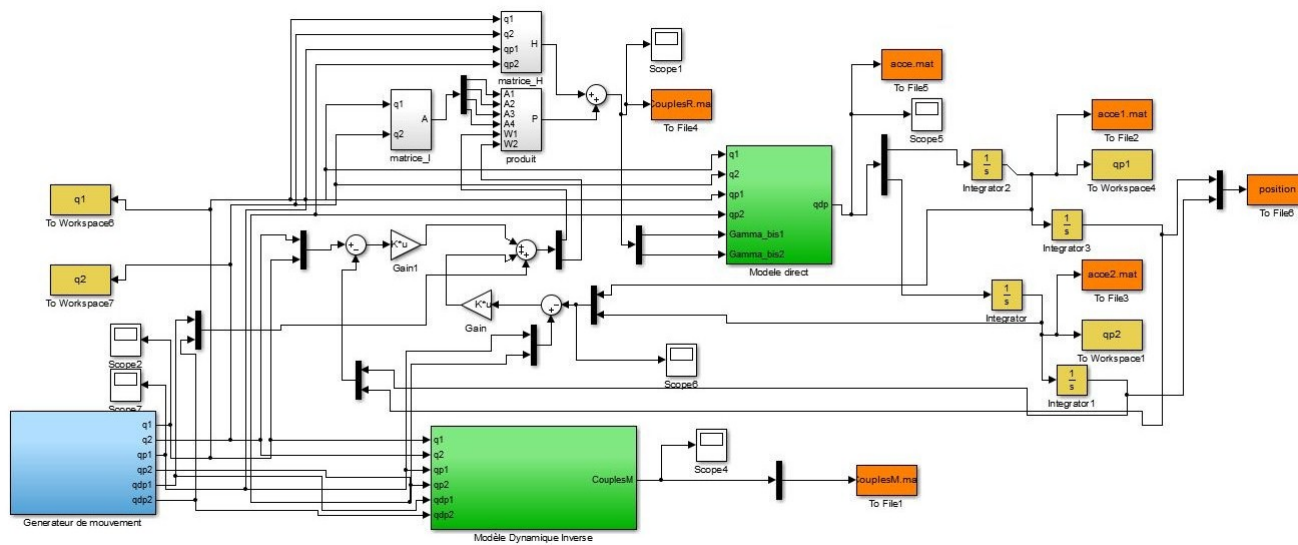 q1
q2
qp1
qp2
H
matrice_H
Scope1
acce.mat
To File5
A1
A2
A3
A4
W1
W2
P
produit
q1
q2
A
matrice_I
CouplesR.ma
To File4
Scope5
acce1.mat
To File2
1
s
Integrator2
qp1
To Workspace4
position
To File6
q1
To Workspace6
q1
q2
qp1
qp2
Gamma_bis1
Gamma_bis2
qdp
Modele direct
1
s
Integrator3
K*u
Gain1
q2
To Workspace7
acce2.mat
To File3
K*u
Gain
1
s
Integrator
qp2
To Workspace1
Scope2
Scope6
1
s
Integrator1
Scope7
q1
q2
qp1
qp2
qdp1
qdp2
Generateur de mouvement
q1
q2
qp1
qp2
qdp1
qdp2
CouplesM
Modèle Dynamique Inverse
Scope4
CouplesM.ma
To File1